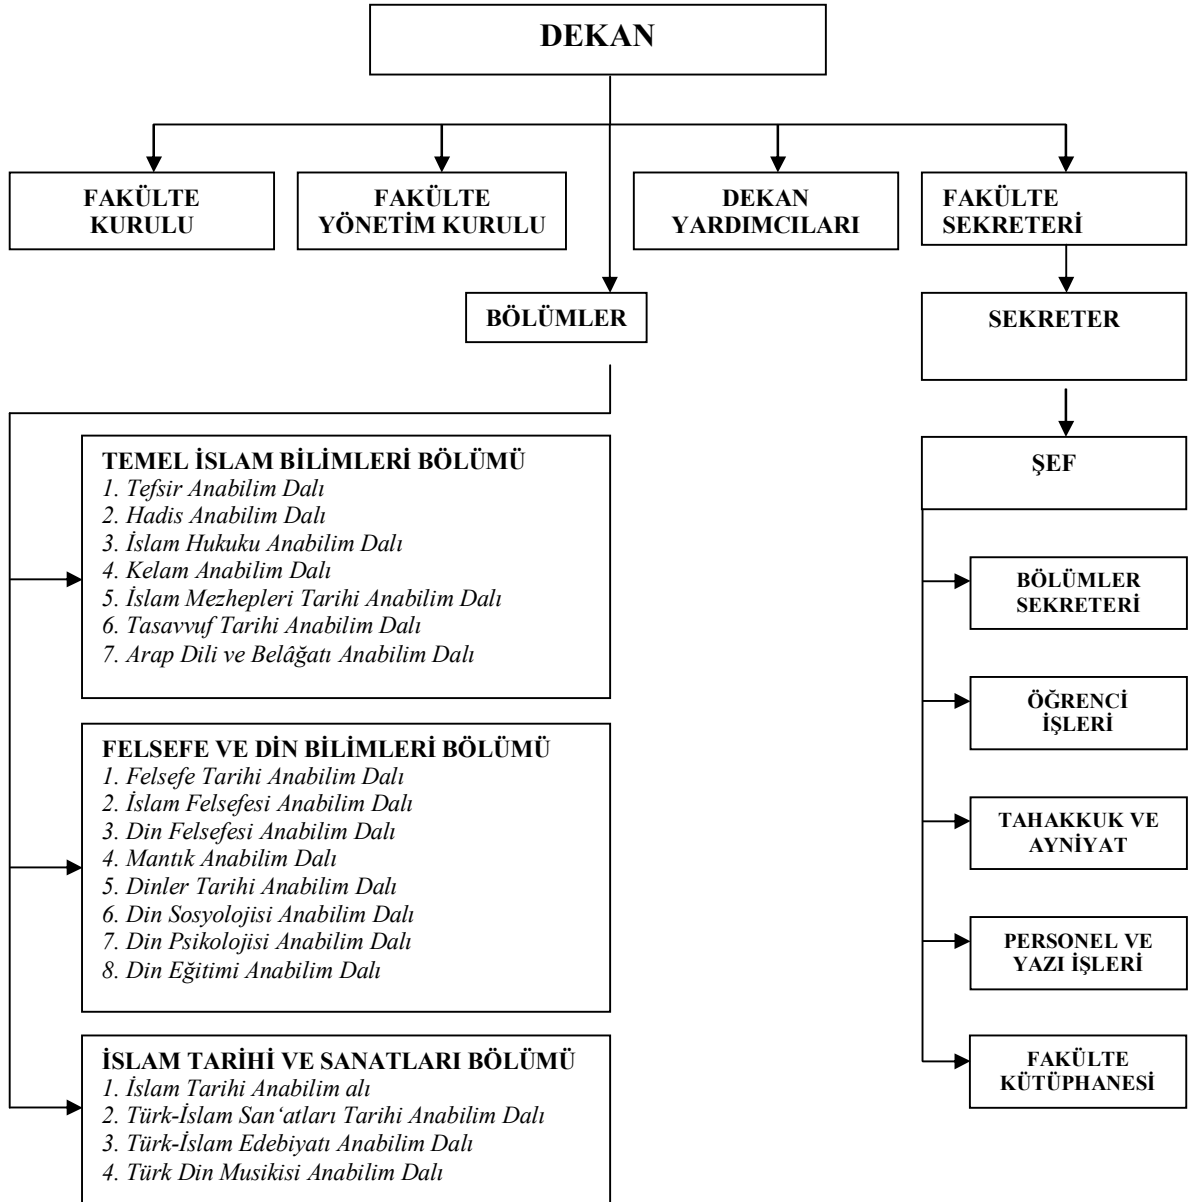 DEKAN
FAKÜLTE
KURULU
FAKÜLTE
YÖNETİM KURULU
DEKAN
YARDIMCILARI
FAKÜLTE
SEKRETERİ
BÖLÜMLER
SEKRETER
TEMEL İSLAM BİLİMLERİ BÖLÜMÜ
1. Tefsir Anabilim Dalı
2. Hadis Anabilim Dalı
3. İslam Hukuku Anabilim Dalı
4. Kelam Anabilim Dalı
5. İslam Mezhepleri Tarihi Anabilim Dalı
6. Tasavvuf Tarihi Anabilim Dalı
7. Arap Dili ve Belâğatı Anabilim Dalı
FELSEFE VE DİN BİLİMLERİ BÖLÜMÜ
1. Felsefe Tarihi Anabilim Dalı
2. İslam Felsefesi Anabilim Dalı
3. Din Felsefesi Anabilim Dalı
4. Mantık Anabilim Dalı
5. Dinler Tarihi Anabilim Dalı
6. Din Sosyolojisi Anabilim Dalı
7. Din Psikolojisi Anabilim Dalı
8. Din Eğitimi Anabilim Dalı
İSLAM TARİHİ VE SANATLARI BÖLÜMÜ
1. İslam Tarihi Anabilim alı
2. Türk-İslam San‘atları Tarihi Anabilim Dalı
3. Türk-İslam Edebiyatı Anabilim Dalı
4. Türk Din Musikisi Anabilim Dalı
ŞEF
BÖLÜMLER
SEKRETERİ
ÖĞRENCİ
İŞLERİ
TAHAKKUK VE
AYNİYAT
PERSONEL VE
YAZI İŞLERİ
FAKÜLTE
KÜTÜPHANESİ